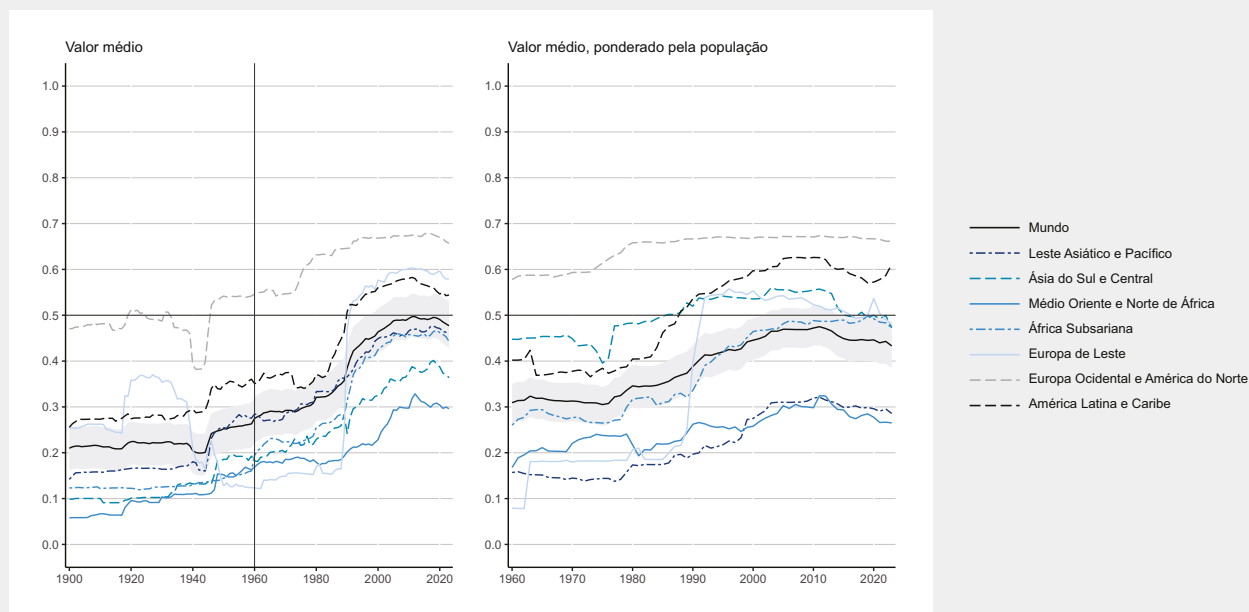 Valor médio
1.0
0.9
0.8
0.7
0.6
0.5
0.4
0.3
0.2
0.1
0.0
1900 1920 1940 1960 1980 2000 2020
Valor médio, ponderado pela população
1.0
0.9
0.8
0.7
0.6
0.5
0.4
0.3
0.2
0.1
0.0
1960 1970 1980 1990 2000 2010 2020
Mundo
Leste Asiático e Pacífico
Ásia do Sul e Central
Médio Oriente e Norte de África
África Subsariana
Europa de Leste
Europa Ocidental e América do Norte
América Latina e Caribe